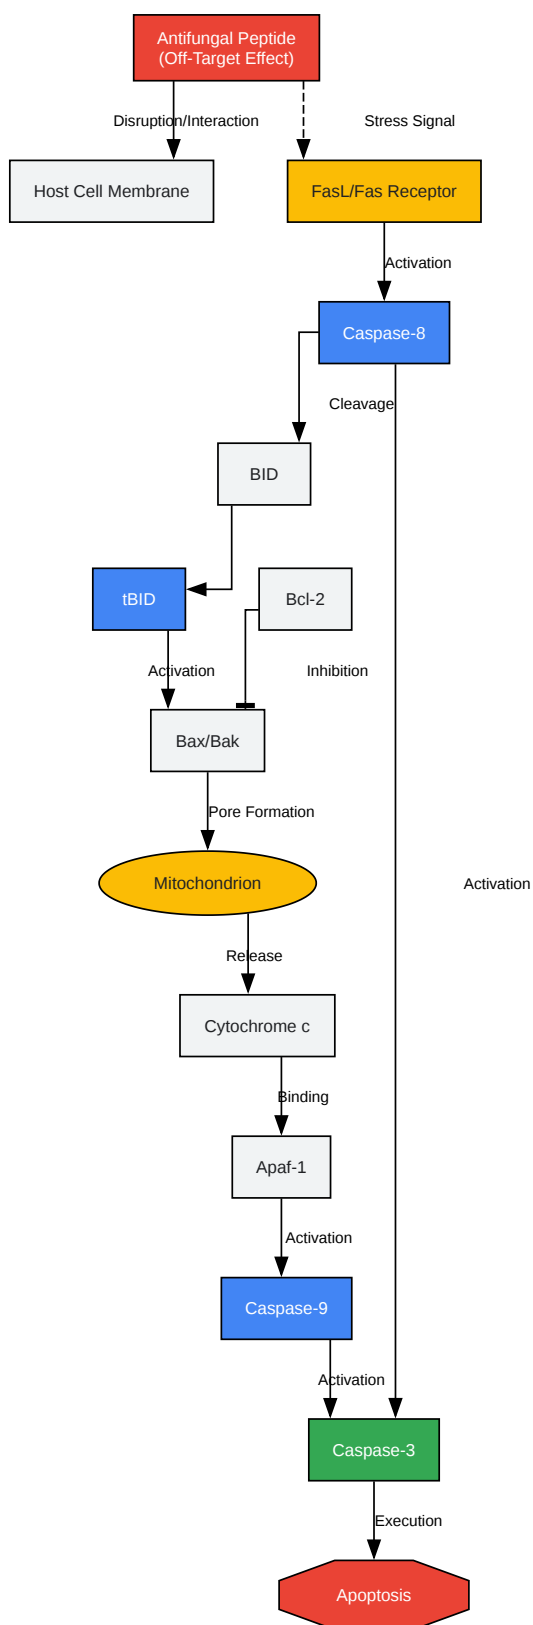 Antifungal Peptide
(Off-Target Effect)
Disruption/Interaction
Stress Signal
Host Cell Membrane
FasL/Fas Receptor
Activation
Caspase-8
Cleavage
BID
tBID
Bcl-2
Activation
Inhibition
Bax/Bak
Pore Formation
Mitochondrion
Activation
Release
Cytochrome c
Binding
Apaf-1
Activation
Caspase-9
Activation
Caspase-3
Execution
Apoptosis